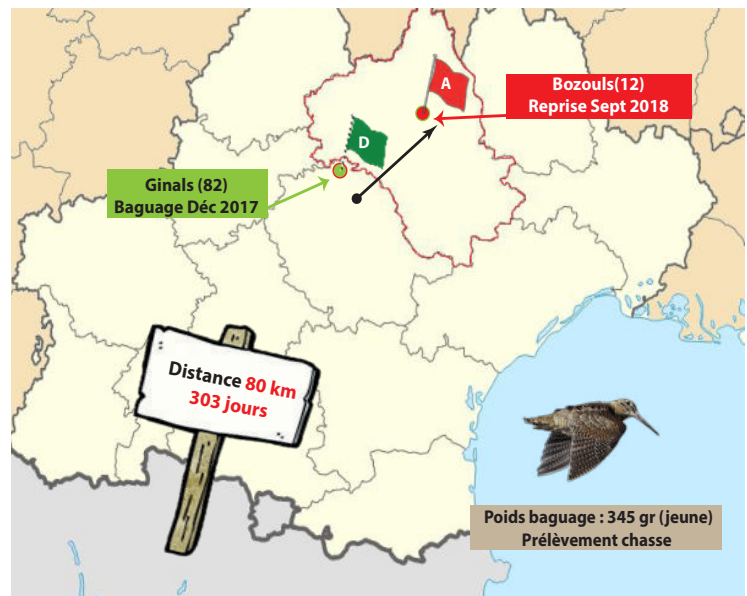 A
Bozouls(12)
Reprise Sept 2018
D
Ginals (82)
Baguage Déc 2017
Distance 80 km
303 jours
Poids baguage : 345 gr (jeune)
Prélèvement chasse